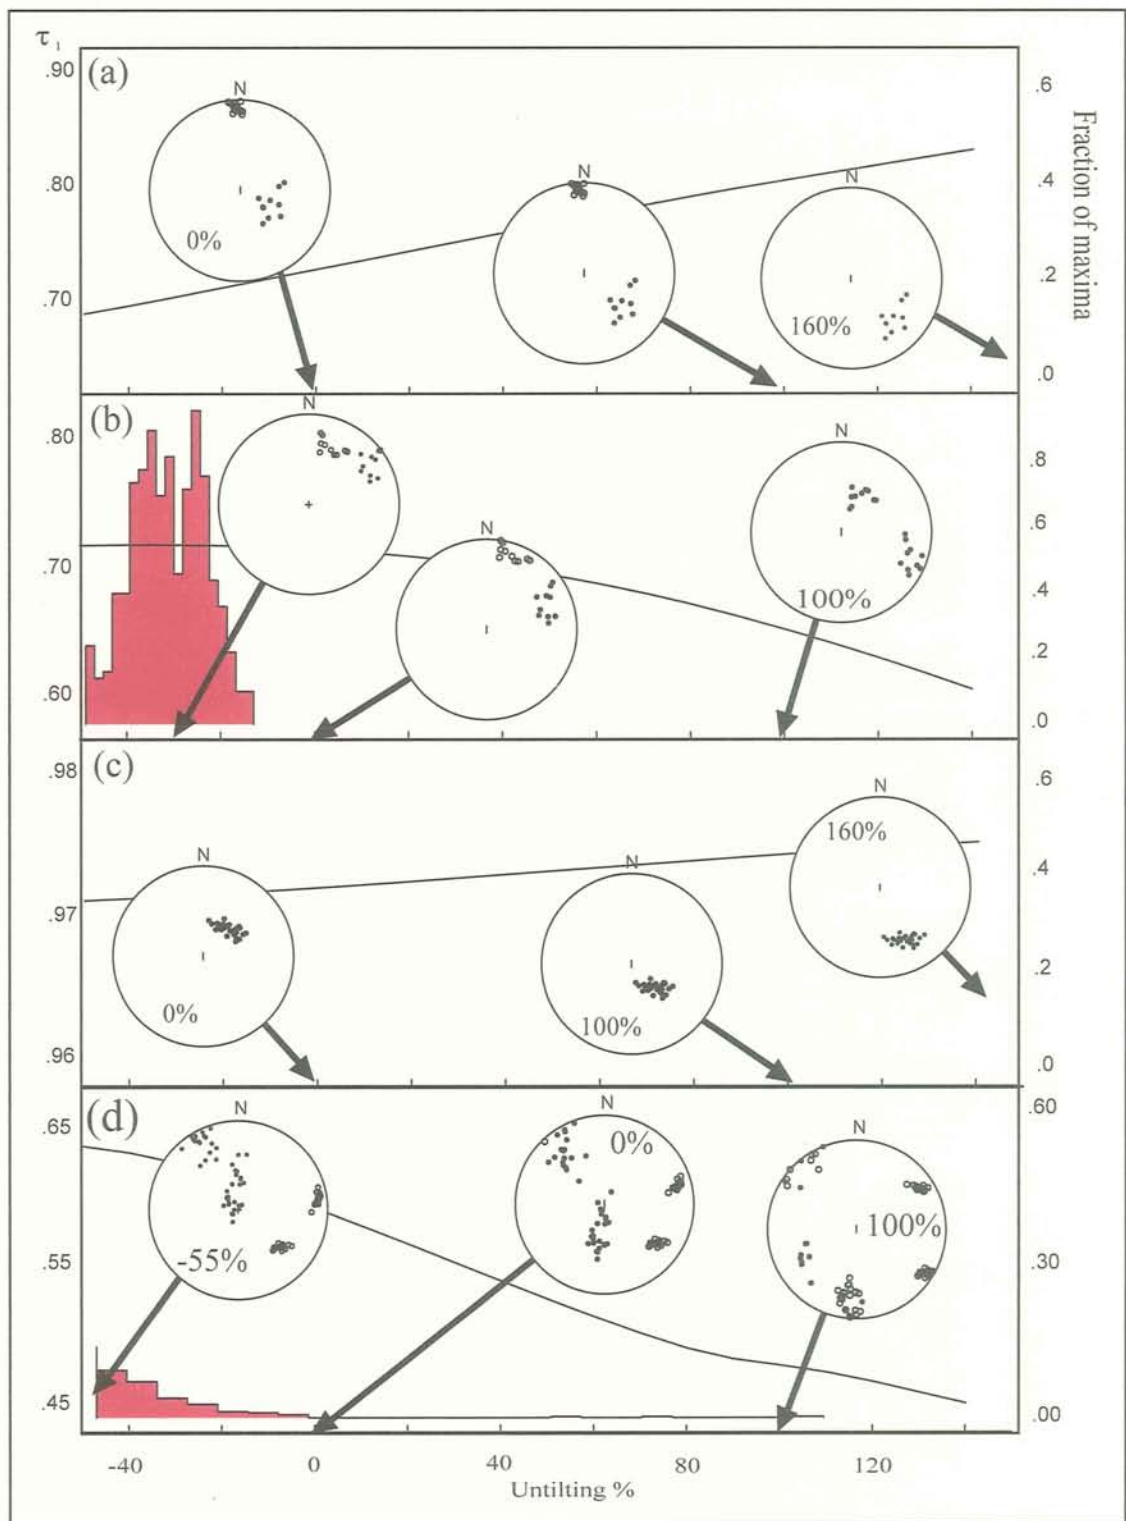 τ 1
.90
.80
.70
(a)
N
0%
N
N
160%
.6
.4
.2
.0
Fraction of maxima
.80
.70
.60
(b)
N
N
N
100%
.8
.6
.4
.2
.0
.98
.97
.96
(c)
N
0%
N
100%
N
160%
.6
.4
.2
.0
.65
.55
.45
(d)
N
-55%
N
0%
N
100%
.60
.30
.00
-40 0 40 80 120
Untilting %